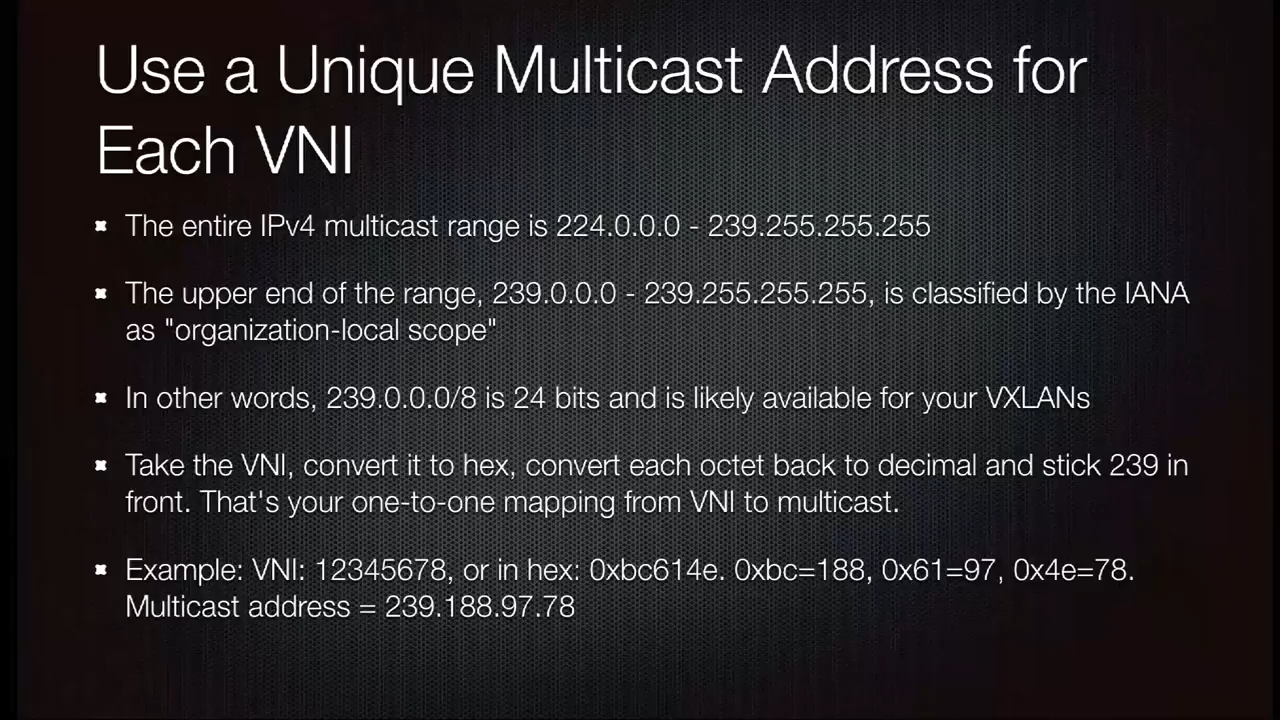 Use a Unique Multicast Address for
Each VNI
The entire IPv4 multicast range is 224.0.0.0 - 239.255.255.255
The upper end of the range, 239.0.0.0 - 239.255.255.255, is classified by the IANA
as "organization-local scope"
In other words, 239.0.0.0/8 is 24 bits and is likely available for your VXLANs
Take the VNI, convert it to hex, convert each octet back to decimal and stick 239 in
front. That's your one-to-one mapping from VNI to multicast.
Example: VNI: 12345678, or in hex: 0xbc614e. 0xbc=188, 0x61=97, 0x4e=78.
Multicast address = 239.188.97.78